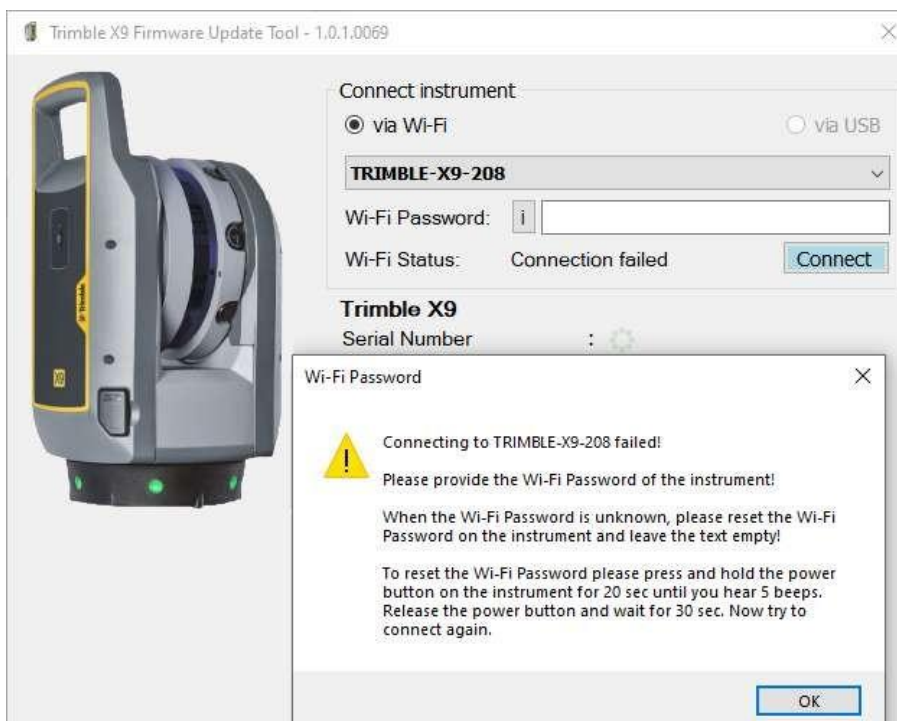 Trimble X9 Firmware Update Tool - 1.0.1.0069
Connect instrument
via Wi-Fi
via USB
TRIMBLE-X9-208
Wi-Fi Password:
i
Wi-Fi Status:
Connection failed
Connect
Trimble X9
Serial Number :
Trimble
X9
Wi-Fi Password
Connecting to TRIMBLE-X9-208 failed!
Please provide the Wi-Fi Password of the instrument!
When the Wi-Fi Password is unknown, please reset the Wi-Fi
Password on the instrument and leave the text empty!
To reset the Wi-Fi Password please press and hold the power
button on the instrument for 20 sec until you hear 5 beeps.
Release the power button and wait for 30 sec. Now try to
connect again.
OK